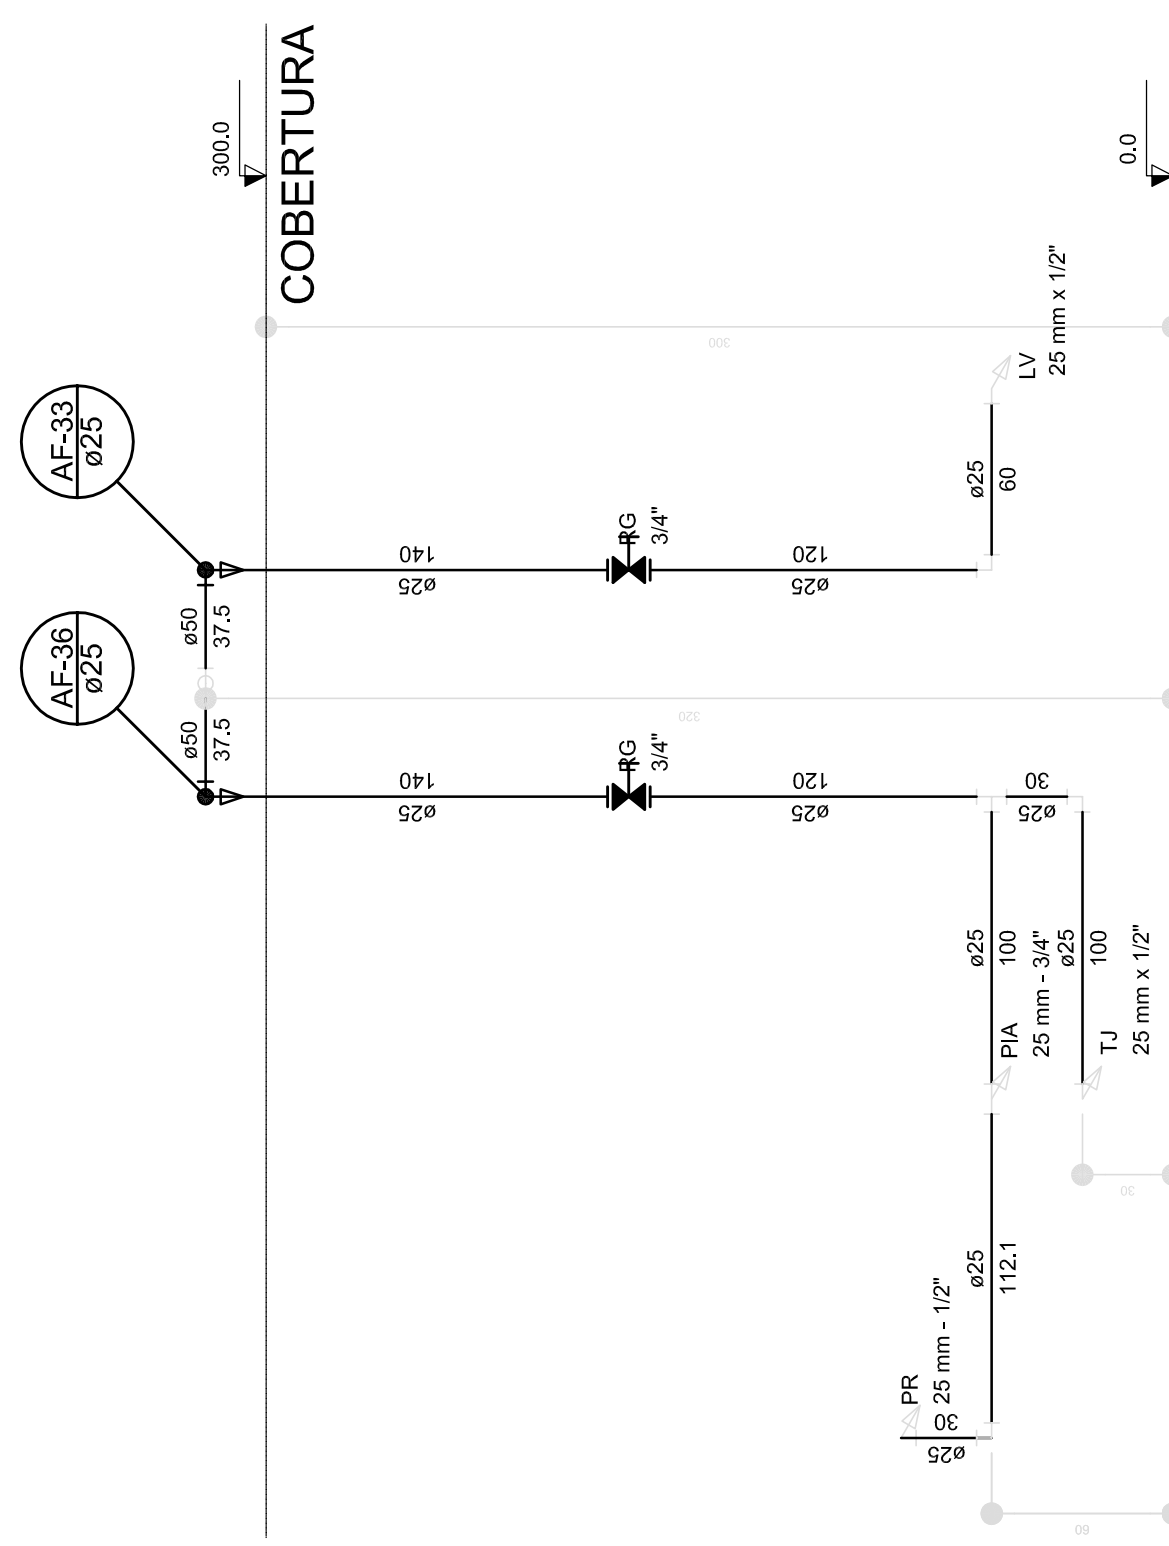 COBERTURA
300.0
0.0
300
AF-33
ø25
ø50
37.5
140
ø25
RG
3/4"
120
ø25
ø25
60
LV
25 mm x 1/2"
320
AF-36
ø25
ø50
37.5
140
ø25
RG
3/4"
120
ø25
30
ø25
ø25
100
PIA
25 mm - 3/4"
ø25
100
TJ
25 mm x 1/2"
30
ø25
112.1
PR
25 mm - 1/2"
30
ø25
60